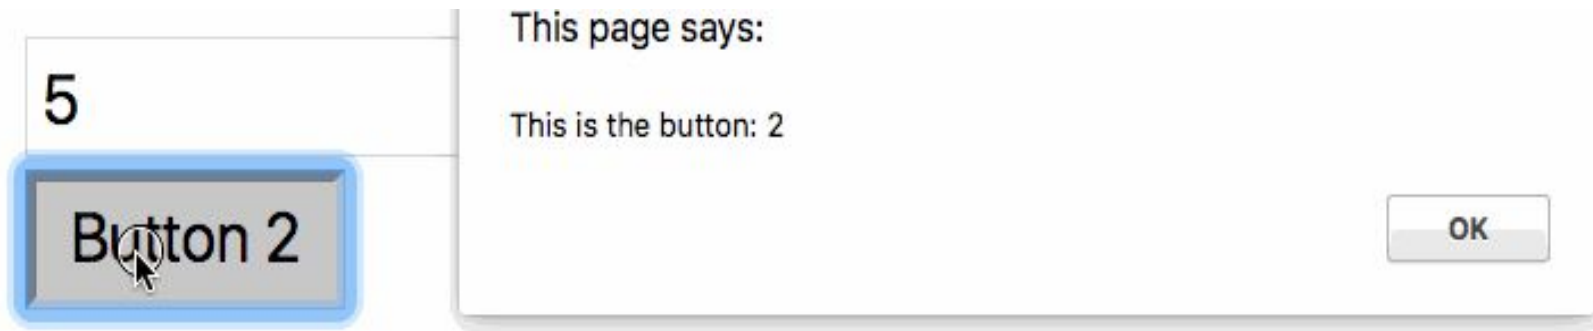 This page says:
5
This is the button: 2
Button 2
OK